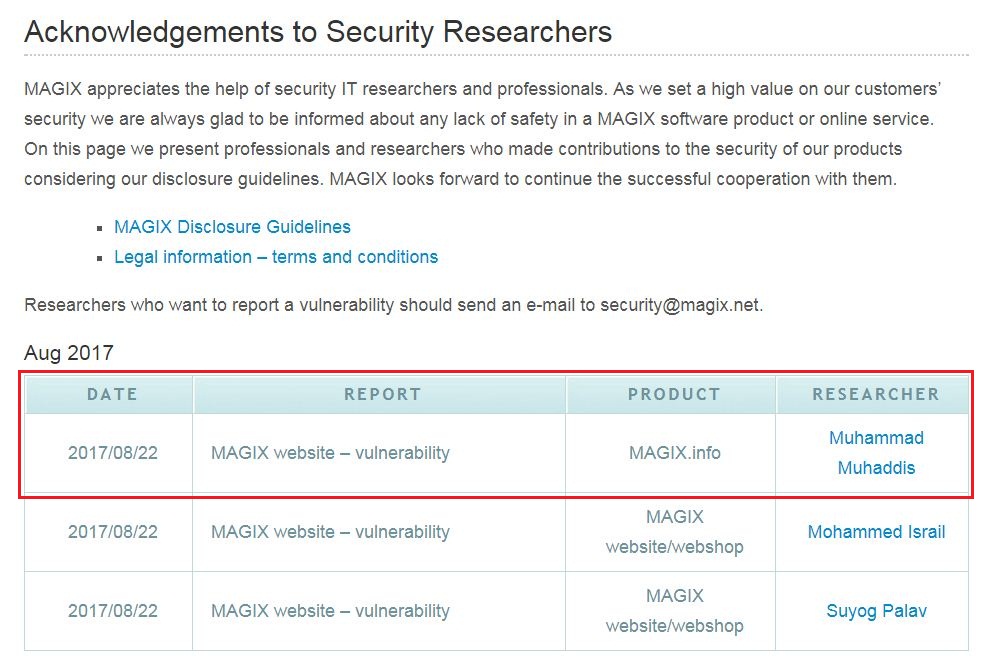 Acknowledgements to Security Researchers
MAGIX appreciates the help of security IT researchers and professionals. As we set a high value on our customers'
security we are always glad to be informed about any lack of safety in a MAGIX software product or online service.
On this page we present professionals and researchers who made contributions to the security of our products
considering our disclosure guidelines. MAGIX looks forward to continue the successful cooperation with them.
▪ MAGIX Disclosure Guidelines
▪ Legal information – terms and conditions
Researchers who want to report a vulnerability should send an e-mail to security@magix.net.
Aug 2017
DATE REPORT PRODUCT RESEARCHER
2017/08/22 MAGIX website – vulnerability MAGIX.info Muhammad
Muhaddis
2017/08/22 MAGIX website – vulnerability MAGIX
website/webshop Mohammed Israil
2017/08/22 MAGIX website – vulnerability MAGIX
website/webshop Suyog Palav